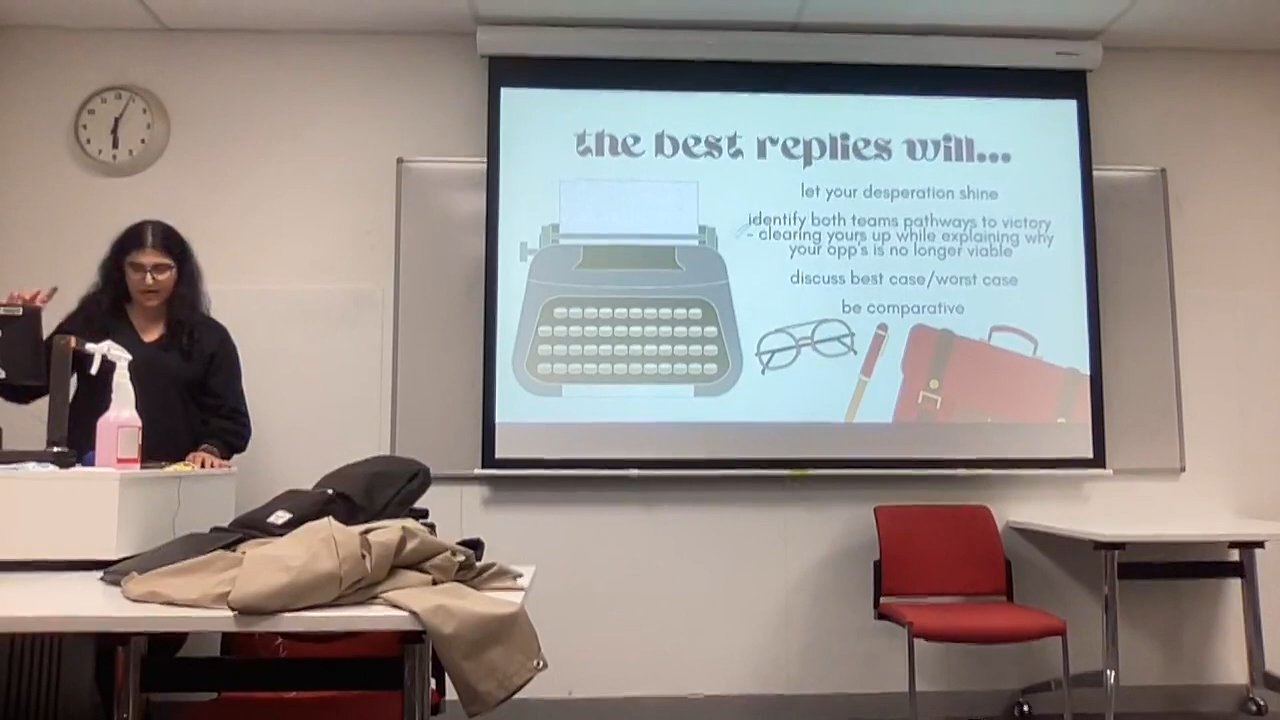 the best replies will...
let your desperation shine
identify both teams pathways to victory
- clearing yours up while explaining why
your opp's is no longer viable
discuss best case/worst case
be comparative